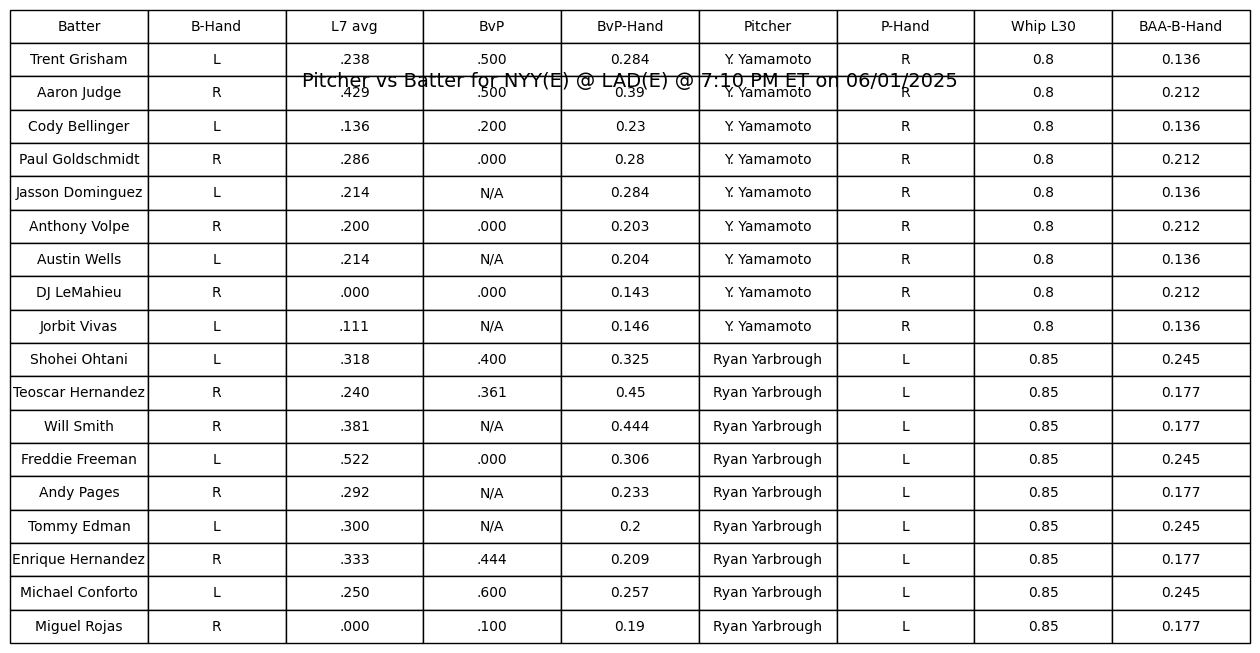 Batter B-Hand L7 avg BvP BvP-Hand Pitcher P-Hand Whip L30 BAA-B-Hand
Trent Grisham L .238 .500 0.284 Y. Yamamoto R 0.8 0.136
Pitcher vs Batter for NYY(E) @ LAD(E) @ 7:10 PM ET on 06/01/2025
Aaron Judge R .429 .500 0.39 Y. Yamamoto R 0.8 0.212
Cody Bellinger L .136 .200 0.23 Y. Yamamoto R 0.8 0.136
Paul Goldschmidt R .286 .000 0.28 Y. Yamamoto R 0.8 0.212
Jasson Dominguez L .214 N/A 0.284 Y. Yamamoto R 0.8 0.136
Anthony Volpe R .200 .000 0.203 Y. Yamamoto R 0.8 0.212
Austin Wells L .214 N/A 0.204 Y. Yamamoto R 0.8 0.136
DJ LeMahieu R .000 .000 0.143 Y. Yamamoto R 0.8 0.212
Jorbit Vivas L .111 N/A 0.146 Y. Yamamoto R 0.8 0.136
Shohei Ohtani L .318 .400 0.325 Ryan Yarbrough L 0.85 0.245
Teoscar Hernandez R .240 .361 0.45 Ryan Yarbrough L 0.85 0.177
Will Smith R .381 N/A 0.444 Ryan Yarbrough L 0.85 0.177
Freddie Freeman L .522 .000 0.306 Ryan Yarbrough L 0.85 0.245
Andy Pages R .292 N/A 0.233 Ryan Yarbrough L 0.85 0.177
Tommy Edman L .300 N/A 0.2 Ryan Yarbrough L 0.85 0.245
Enrique Hernandez R .333 .444 0.209 Ryan Yarbrough L 0.85 0.177
Michael Conforto L .250 .600 0.257 Ryan Yarbrough L 0.85 0.245
Miguel Rojas R .000 .100 0.19 Ryan Yarbrough L 0.85 0.177